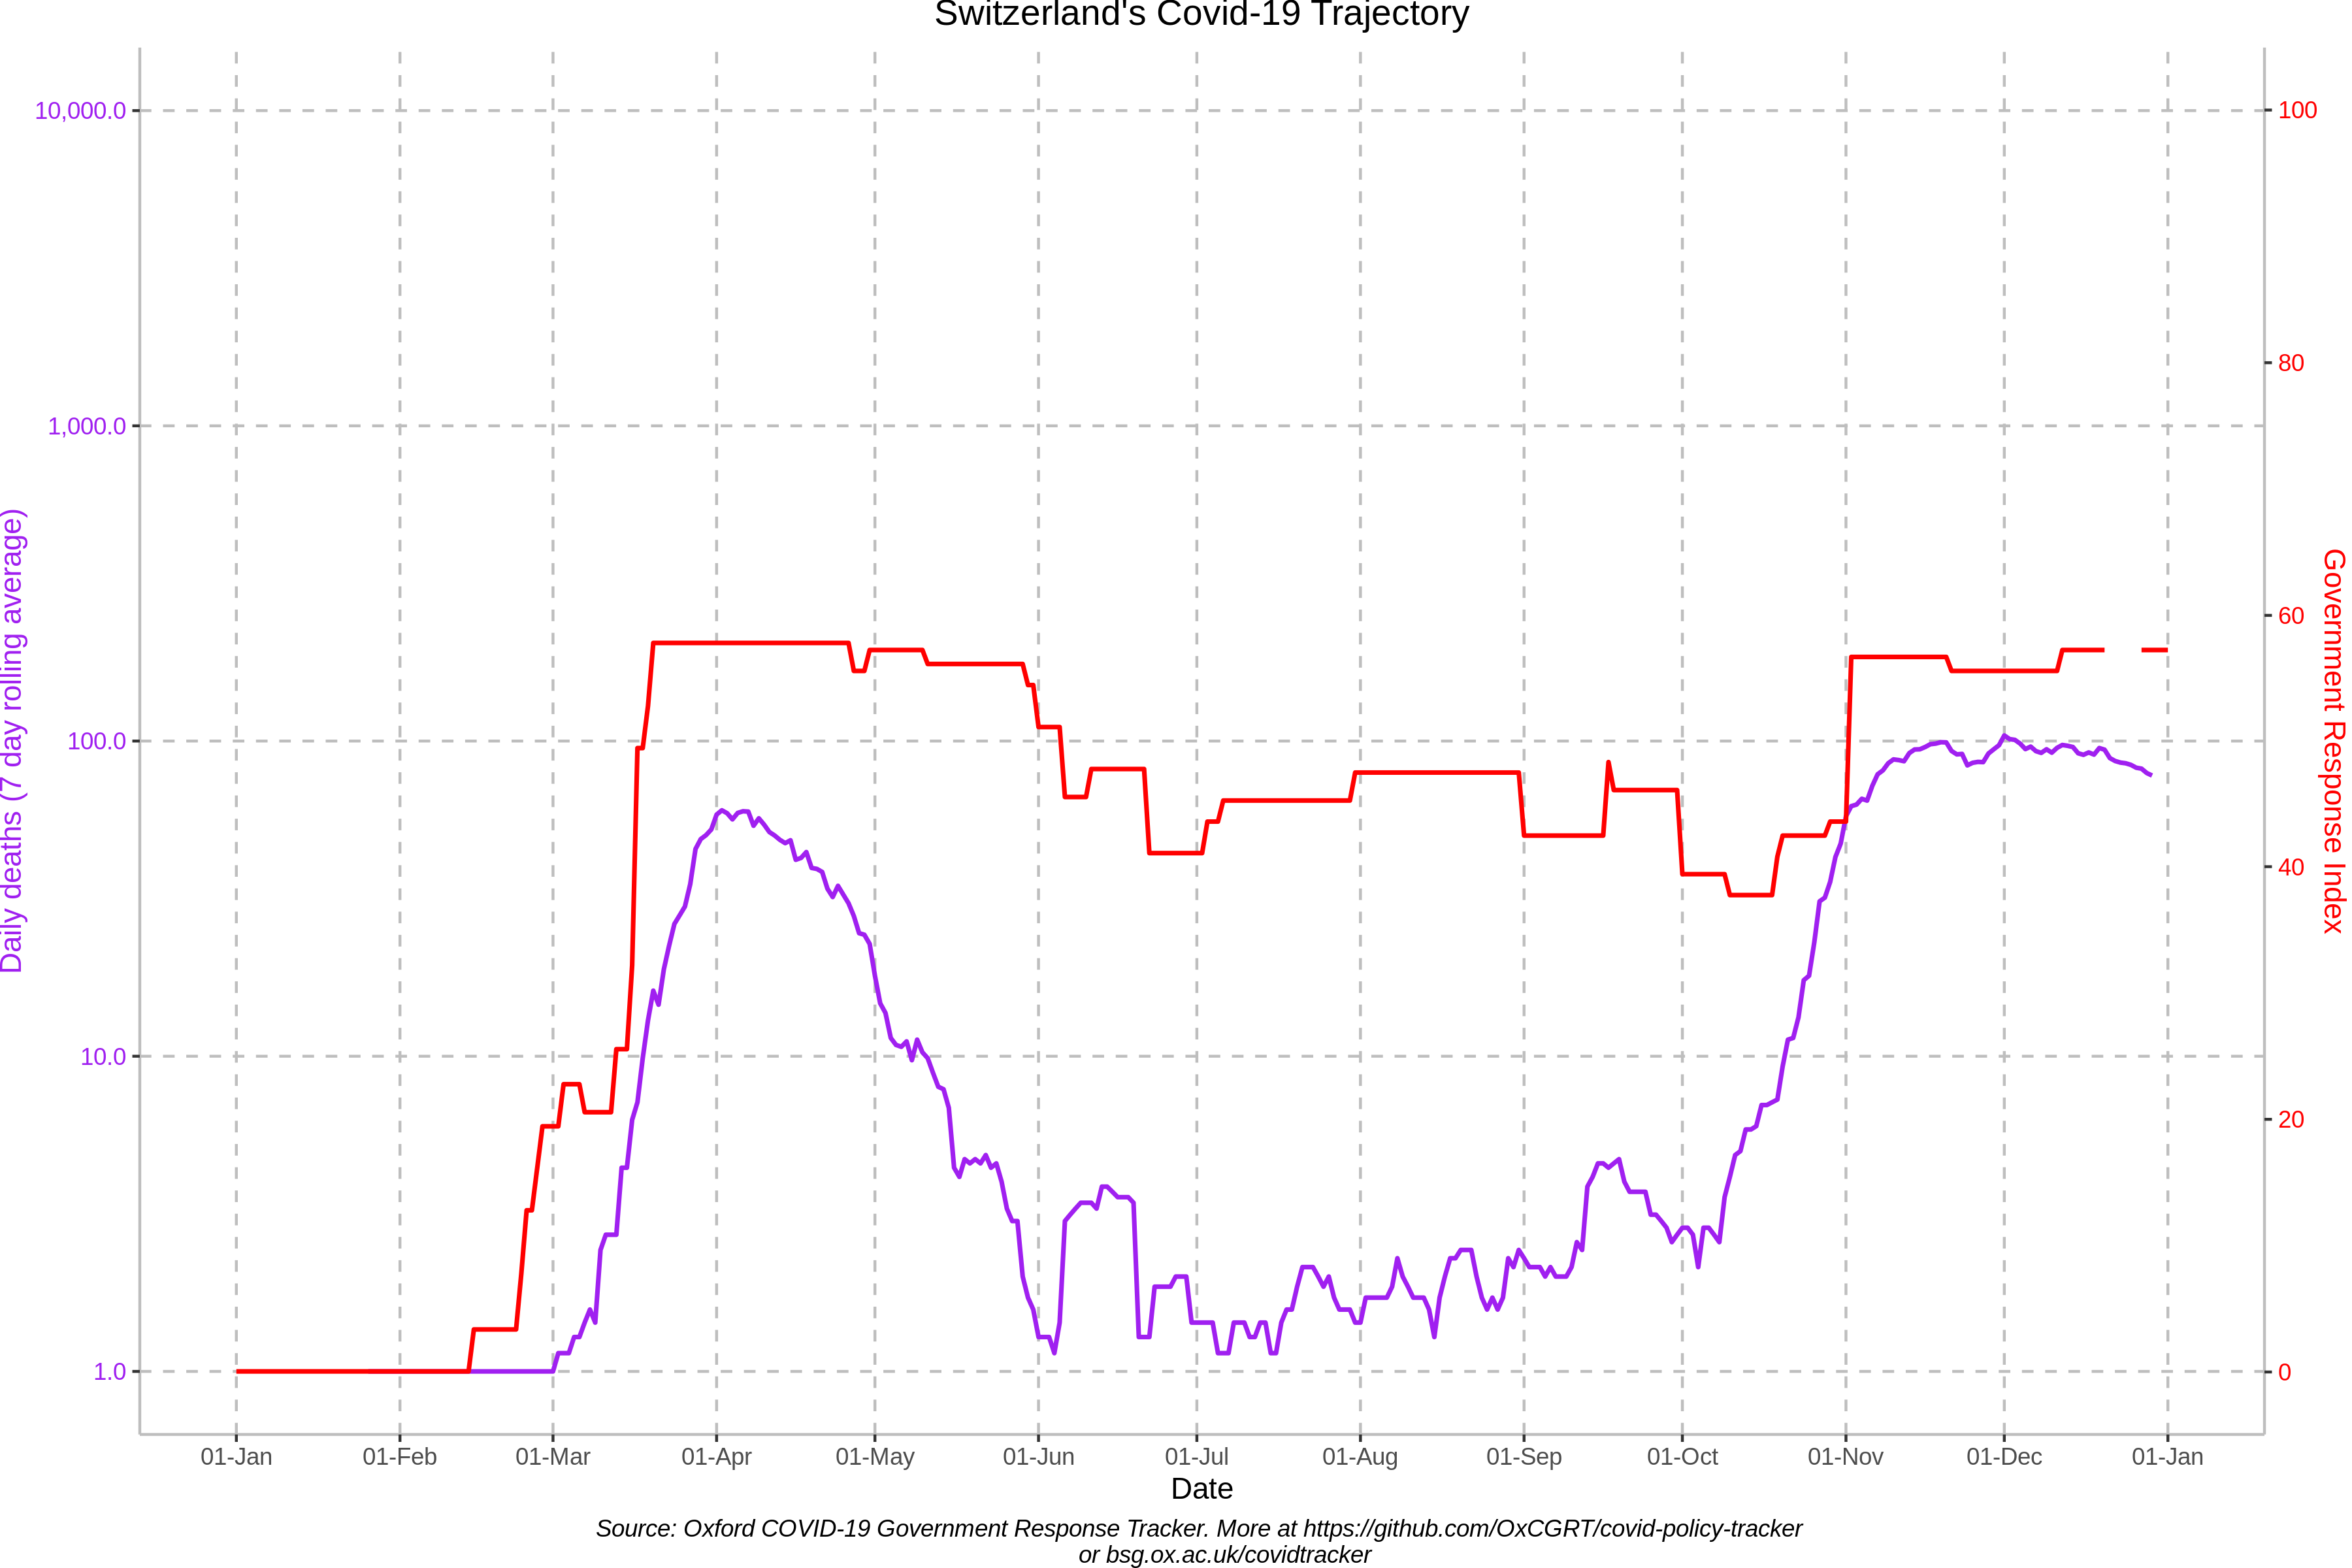 Switzerland's Covid-19 Trajectory
10,000.0
1,000.0
100.0
10.0
1.0
Daily deaths (7 day rolling average)
100
80
60
40
20
0
Government Response Index
01-Jan 01-Feb 01-Mar 01-Apr 01-May 01-Jun 01-Jul 01-Aug 01-Sep 01-Oct 01-Nov 01-Dec 01-Jan
Date
Source: Oxford COVID-19 Government Response Tracker. More at https://github.com/OxCGRT/covid-policy-tracker
or bsg.ox.ac.uk/covidtracker